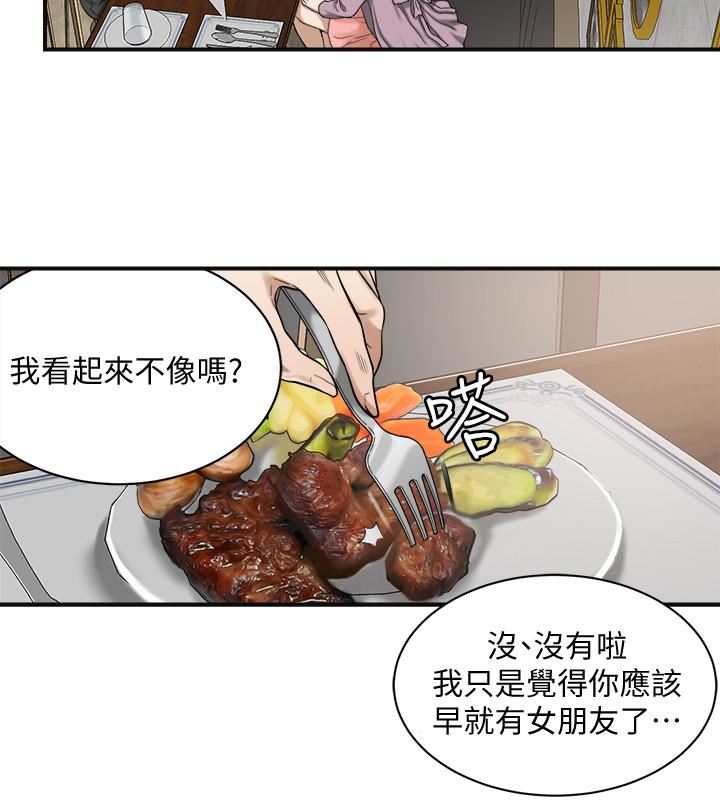 我看起來不像嗎?
嗒
沒、沒有啦
我只是覺得你應該
早就有女朋友了…